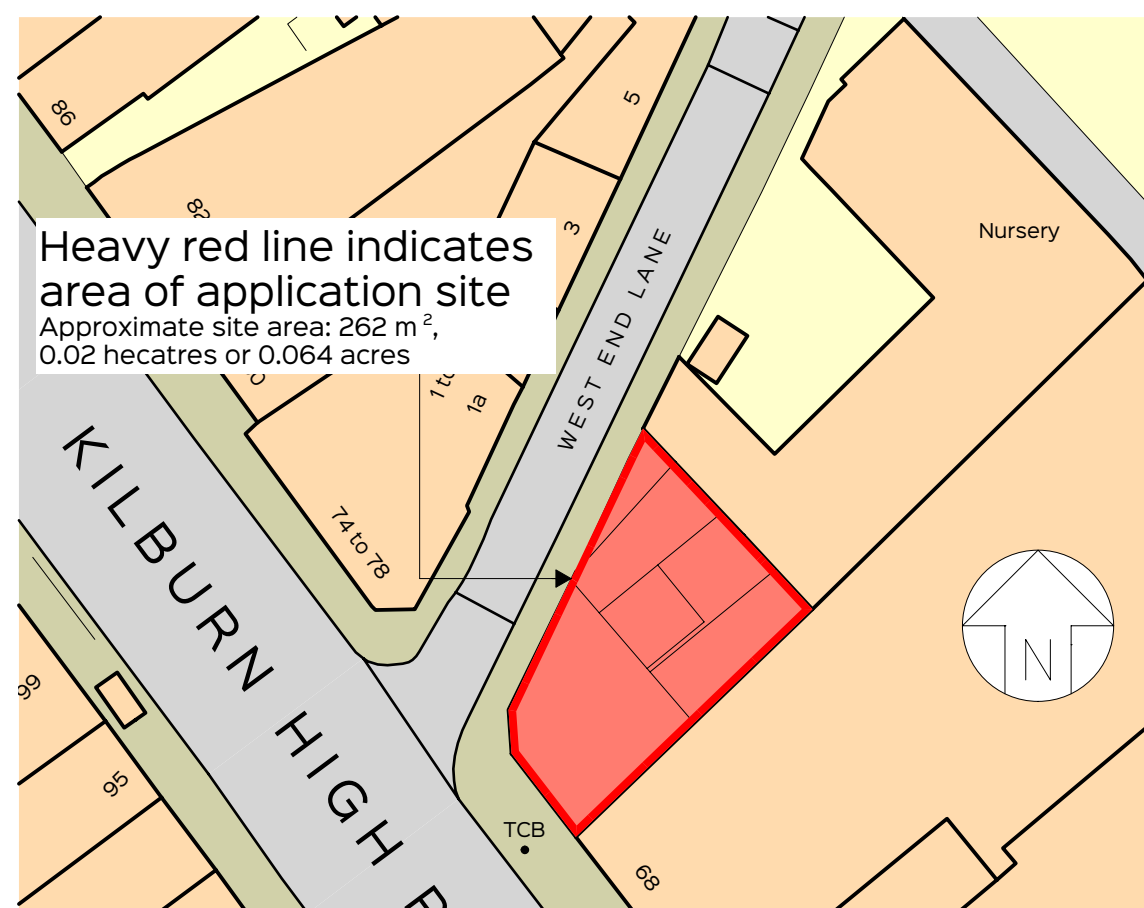 86
5
82
Nursery
3
Heavy red line indicates
area of application site
Approximate site area: 262 m²,
0.02 hecatres or 0.064 acres
WEST END LANE
1a
KILBURN HIGH
74 to 78
N
99
95
TCB
68